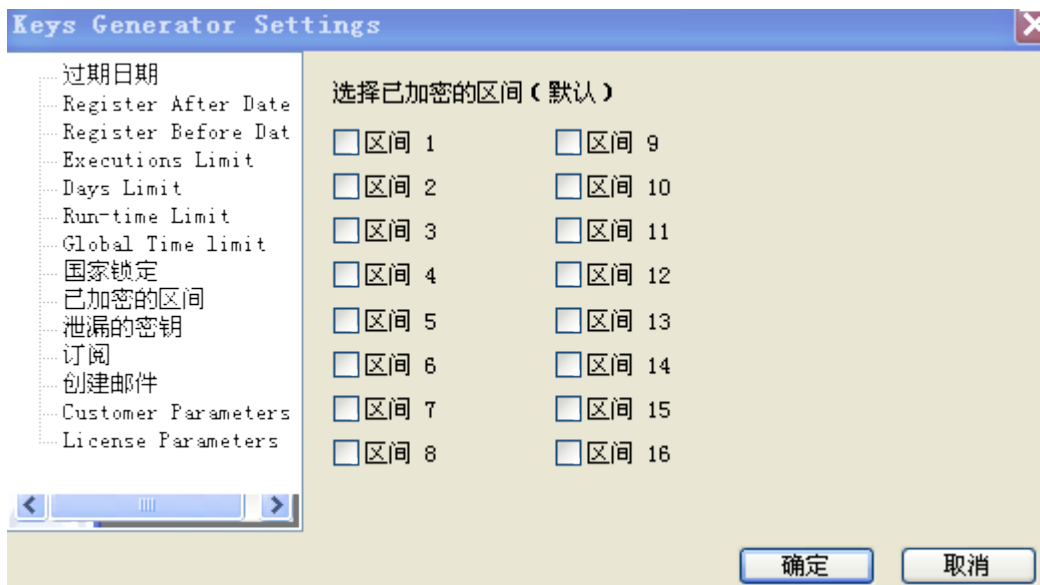 Keys Generator Settings
过期日期
Register After Date
Register Before Dat
Executions Limit
Days Limit
Run-time Limit
Global Time limit
国家锁定
已加密的区间
泄漏的密钥
订阅
创建邮件
Customer Parameters
License Parameters
选择已加密的区间(默认)
区间 1
区间 2
区间 3
区间 4
区间 5
区间 6
区间 7
区间 8
区间 9
区间 10
区间 11
区间 12
区间 13
区间 14
区间 15
区间 16
确定
取消